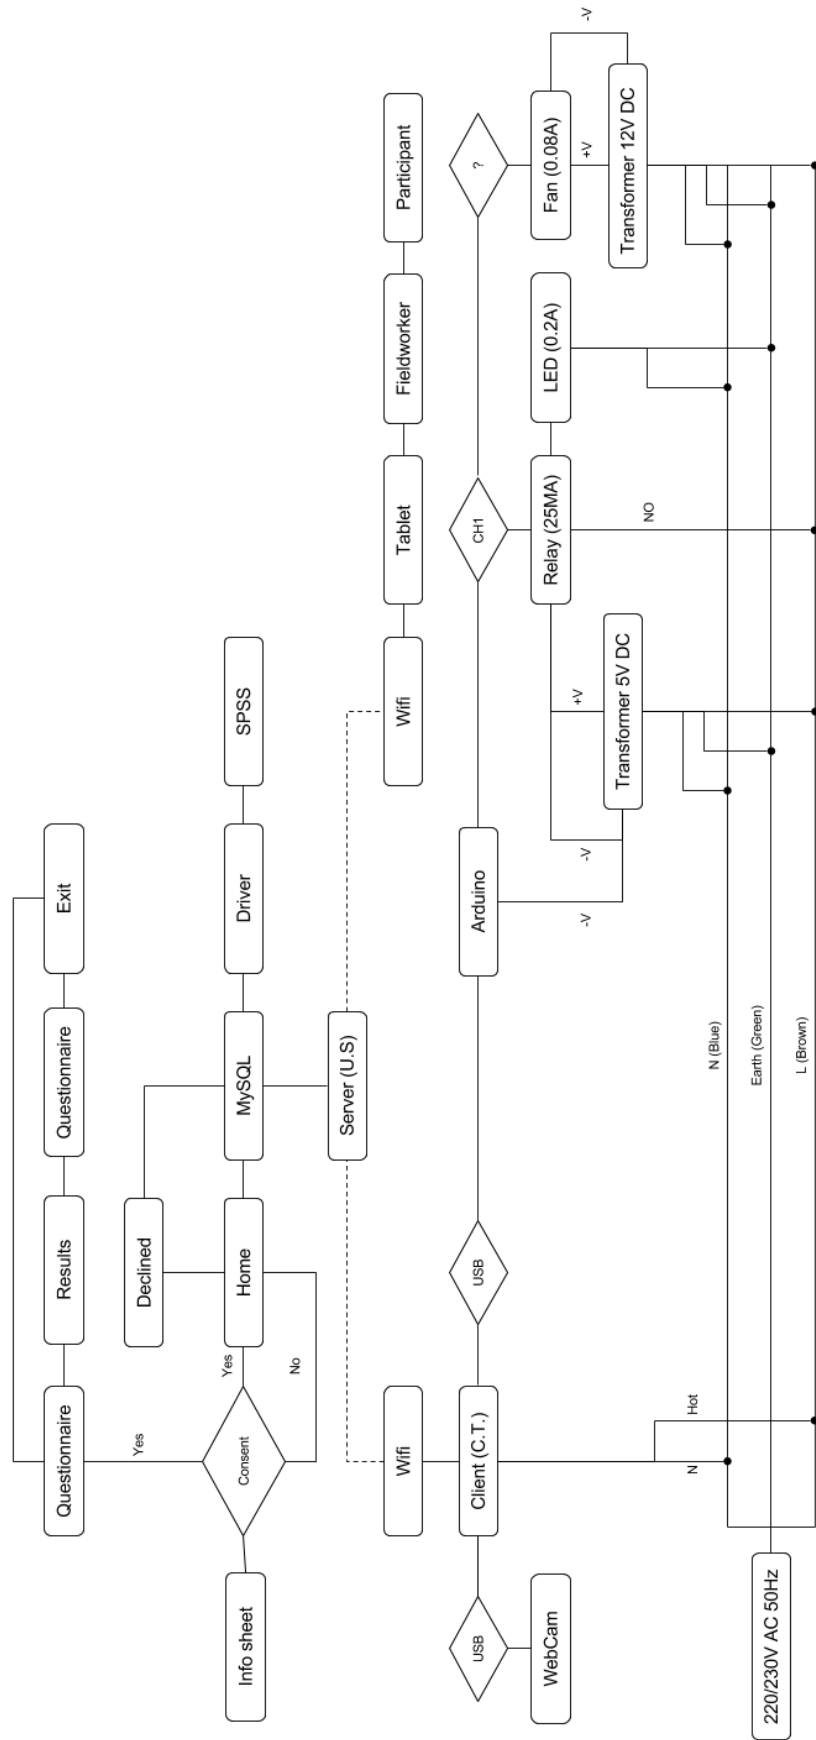 Questionnaire
Results
Questionnaire
Exit
Yes
Declined
Info sheet
Consent
Yes
No
Home
MySQL
Driver
SPSS
Server (U.S)
Wifi
Wifi
Tablet
Fieldworker
Participant
USB
Client (C.T.)
USB
Arduino
CH1
?
WebCam
Relay (25MA)
LED (0.2A)
Fan (0.08A)
-V
-V
+V
+V
-V
Transformer 5V DC
Transformer 12V DC
NO
N
Hot
N (Blue)
Earth (Green)
L (Brown)
220/230V AC 50Hz